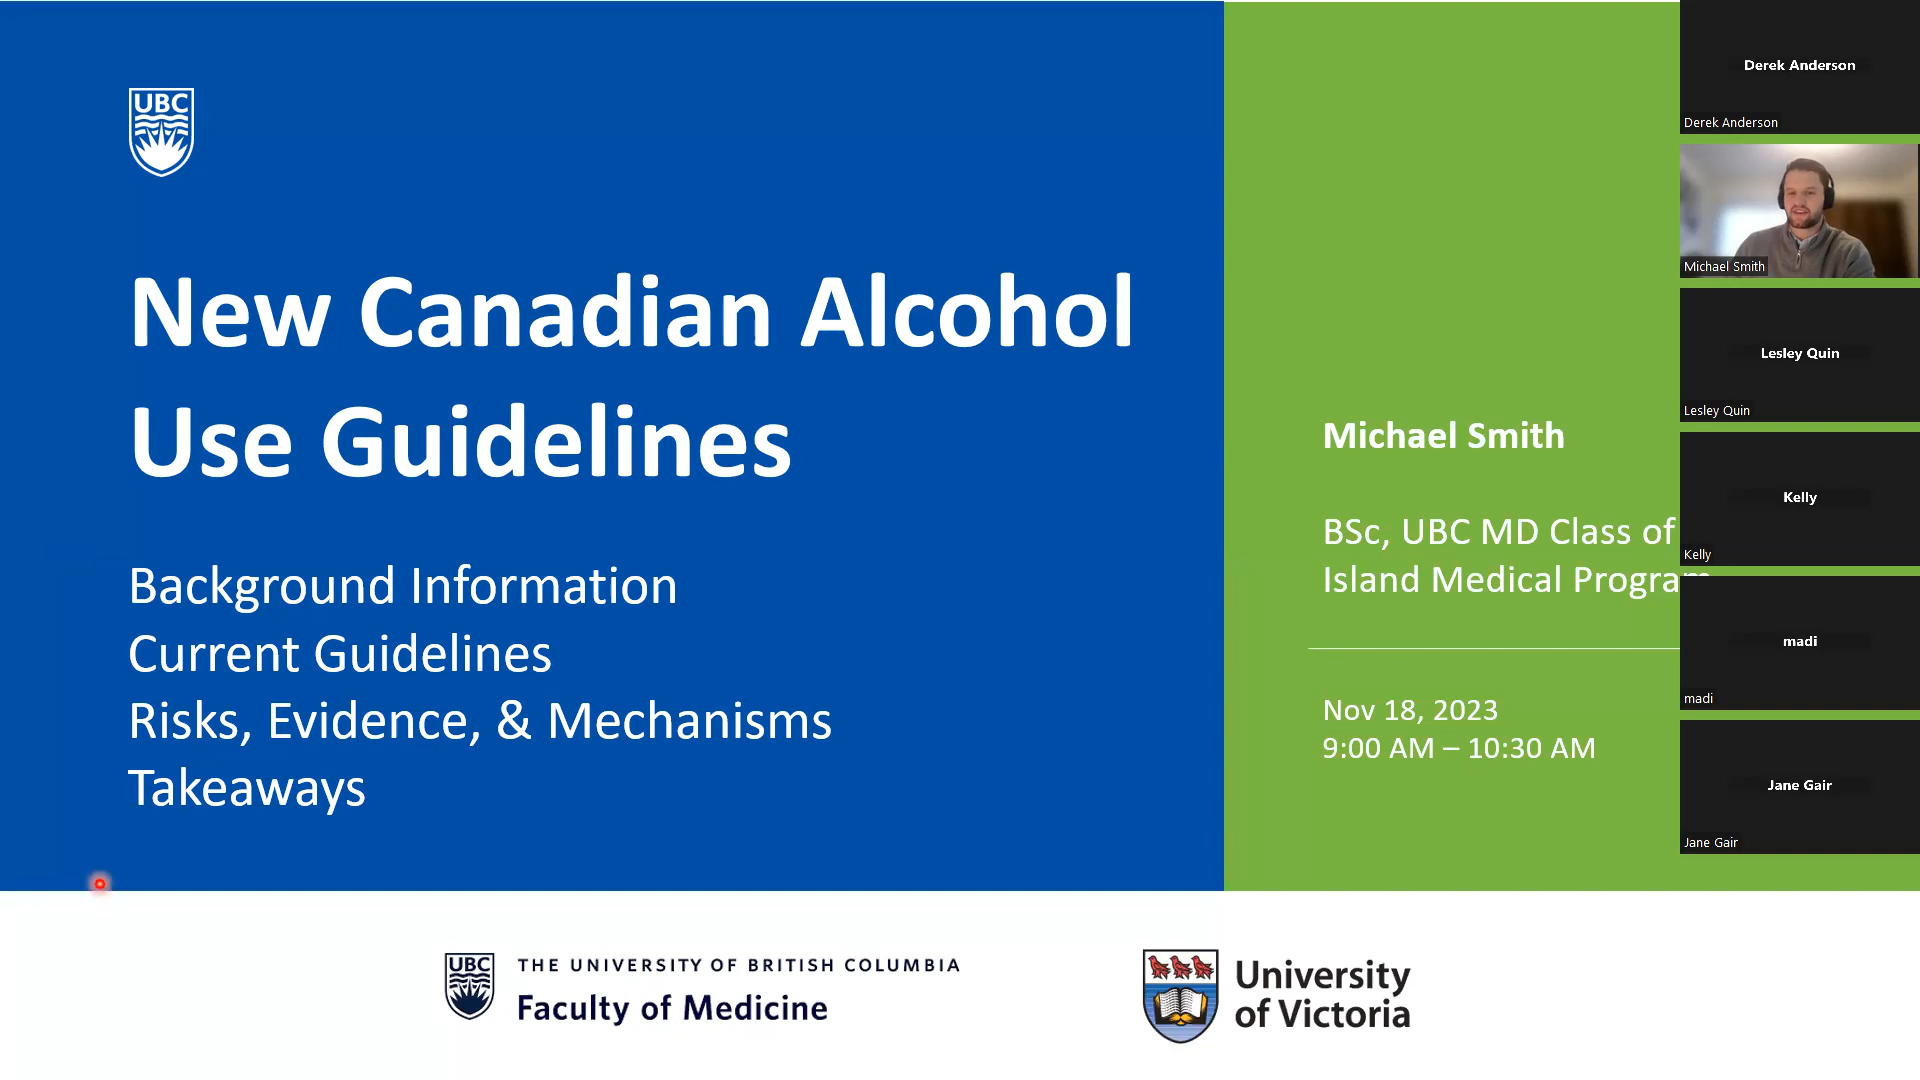 UBC
New Canadian Alcohol
Use Guidelines
Background Information
Current Guidelines
Risks, Evidence, & Mechanisms
Takeaways
Michael Smith
BSc, UBC MD Class of
Island Medical Program
Nov 18, 2023
9:00 AM – 10:30 AM
UBC
THE UNIVERSITY OF BRITISH COLUMBIA
Faculty of Medicine
University
of Victoria
Derek Anderson
Derek Anderson
Michael Smith
Lesley Quin
Lesley Quin
Kelly
Kelly
madi
madi
Jane Gair
Jane Gair